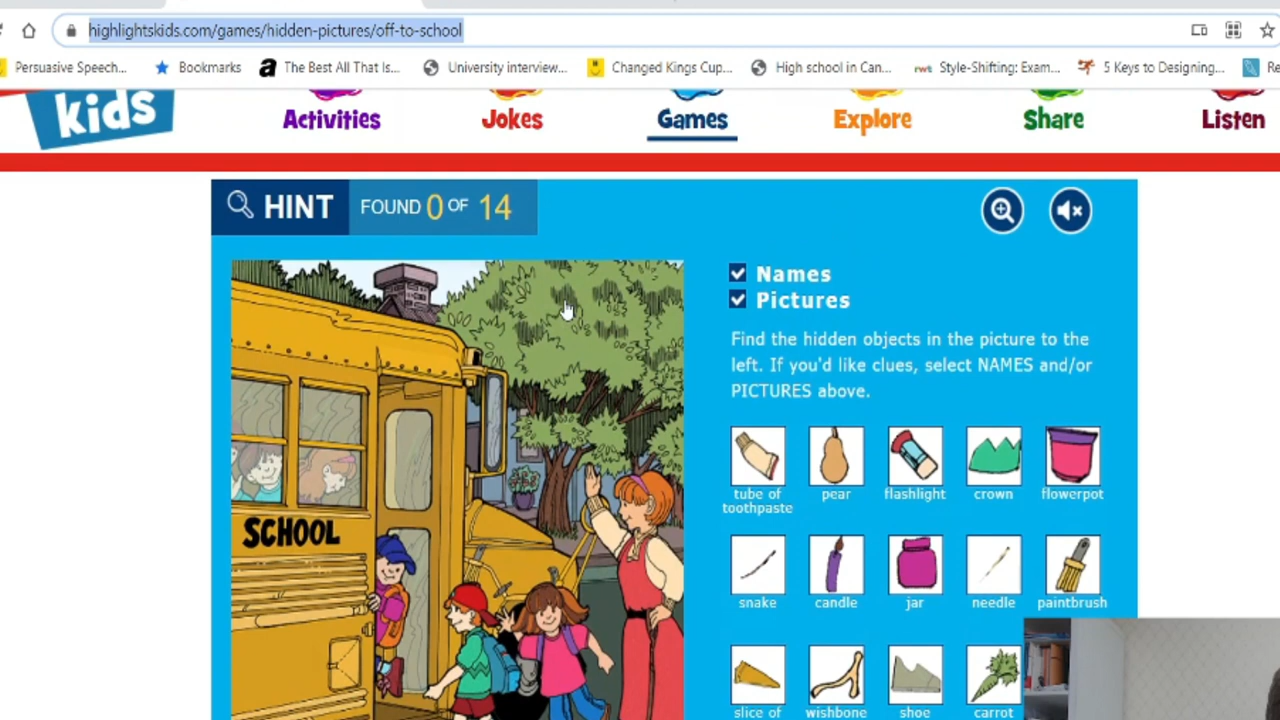 highlightskids.com/games/hidden-pictures/off-to-school
Persuasive Speech... Bookmarks The Best All That Is... University interview... Changed Kings Cup... High school in Can... rwt Style-Shifting: Exam... 5 Keys to Designing... Re
kids Activities Jokes Games Explore Share Listen
HINT FOUND 0 OF 14
Names
Pictures
Find the hidden objects in the picture to the
left. If you'd like clues, select NAMES and/or
PICTURES above.
tube of toothpaste pear flashlight crown flowerpot
SCHOOL
snake candle jar needle paintbrush
slice of wishbone shoe carrot